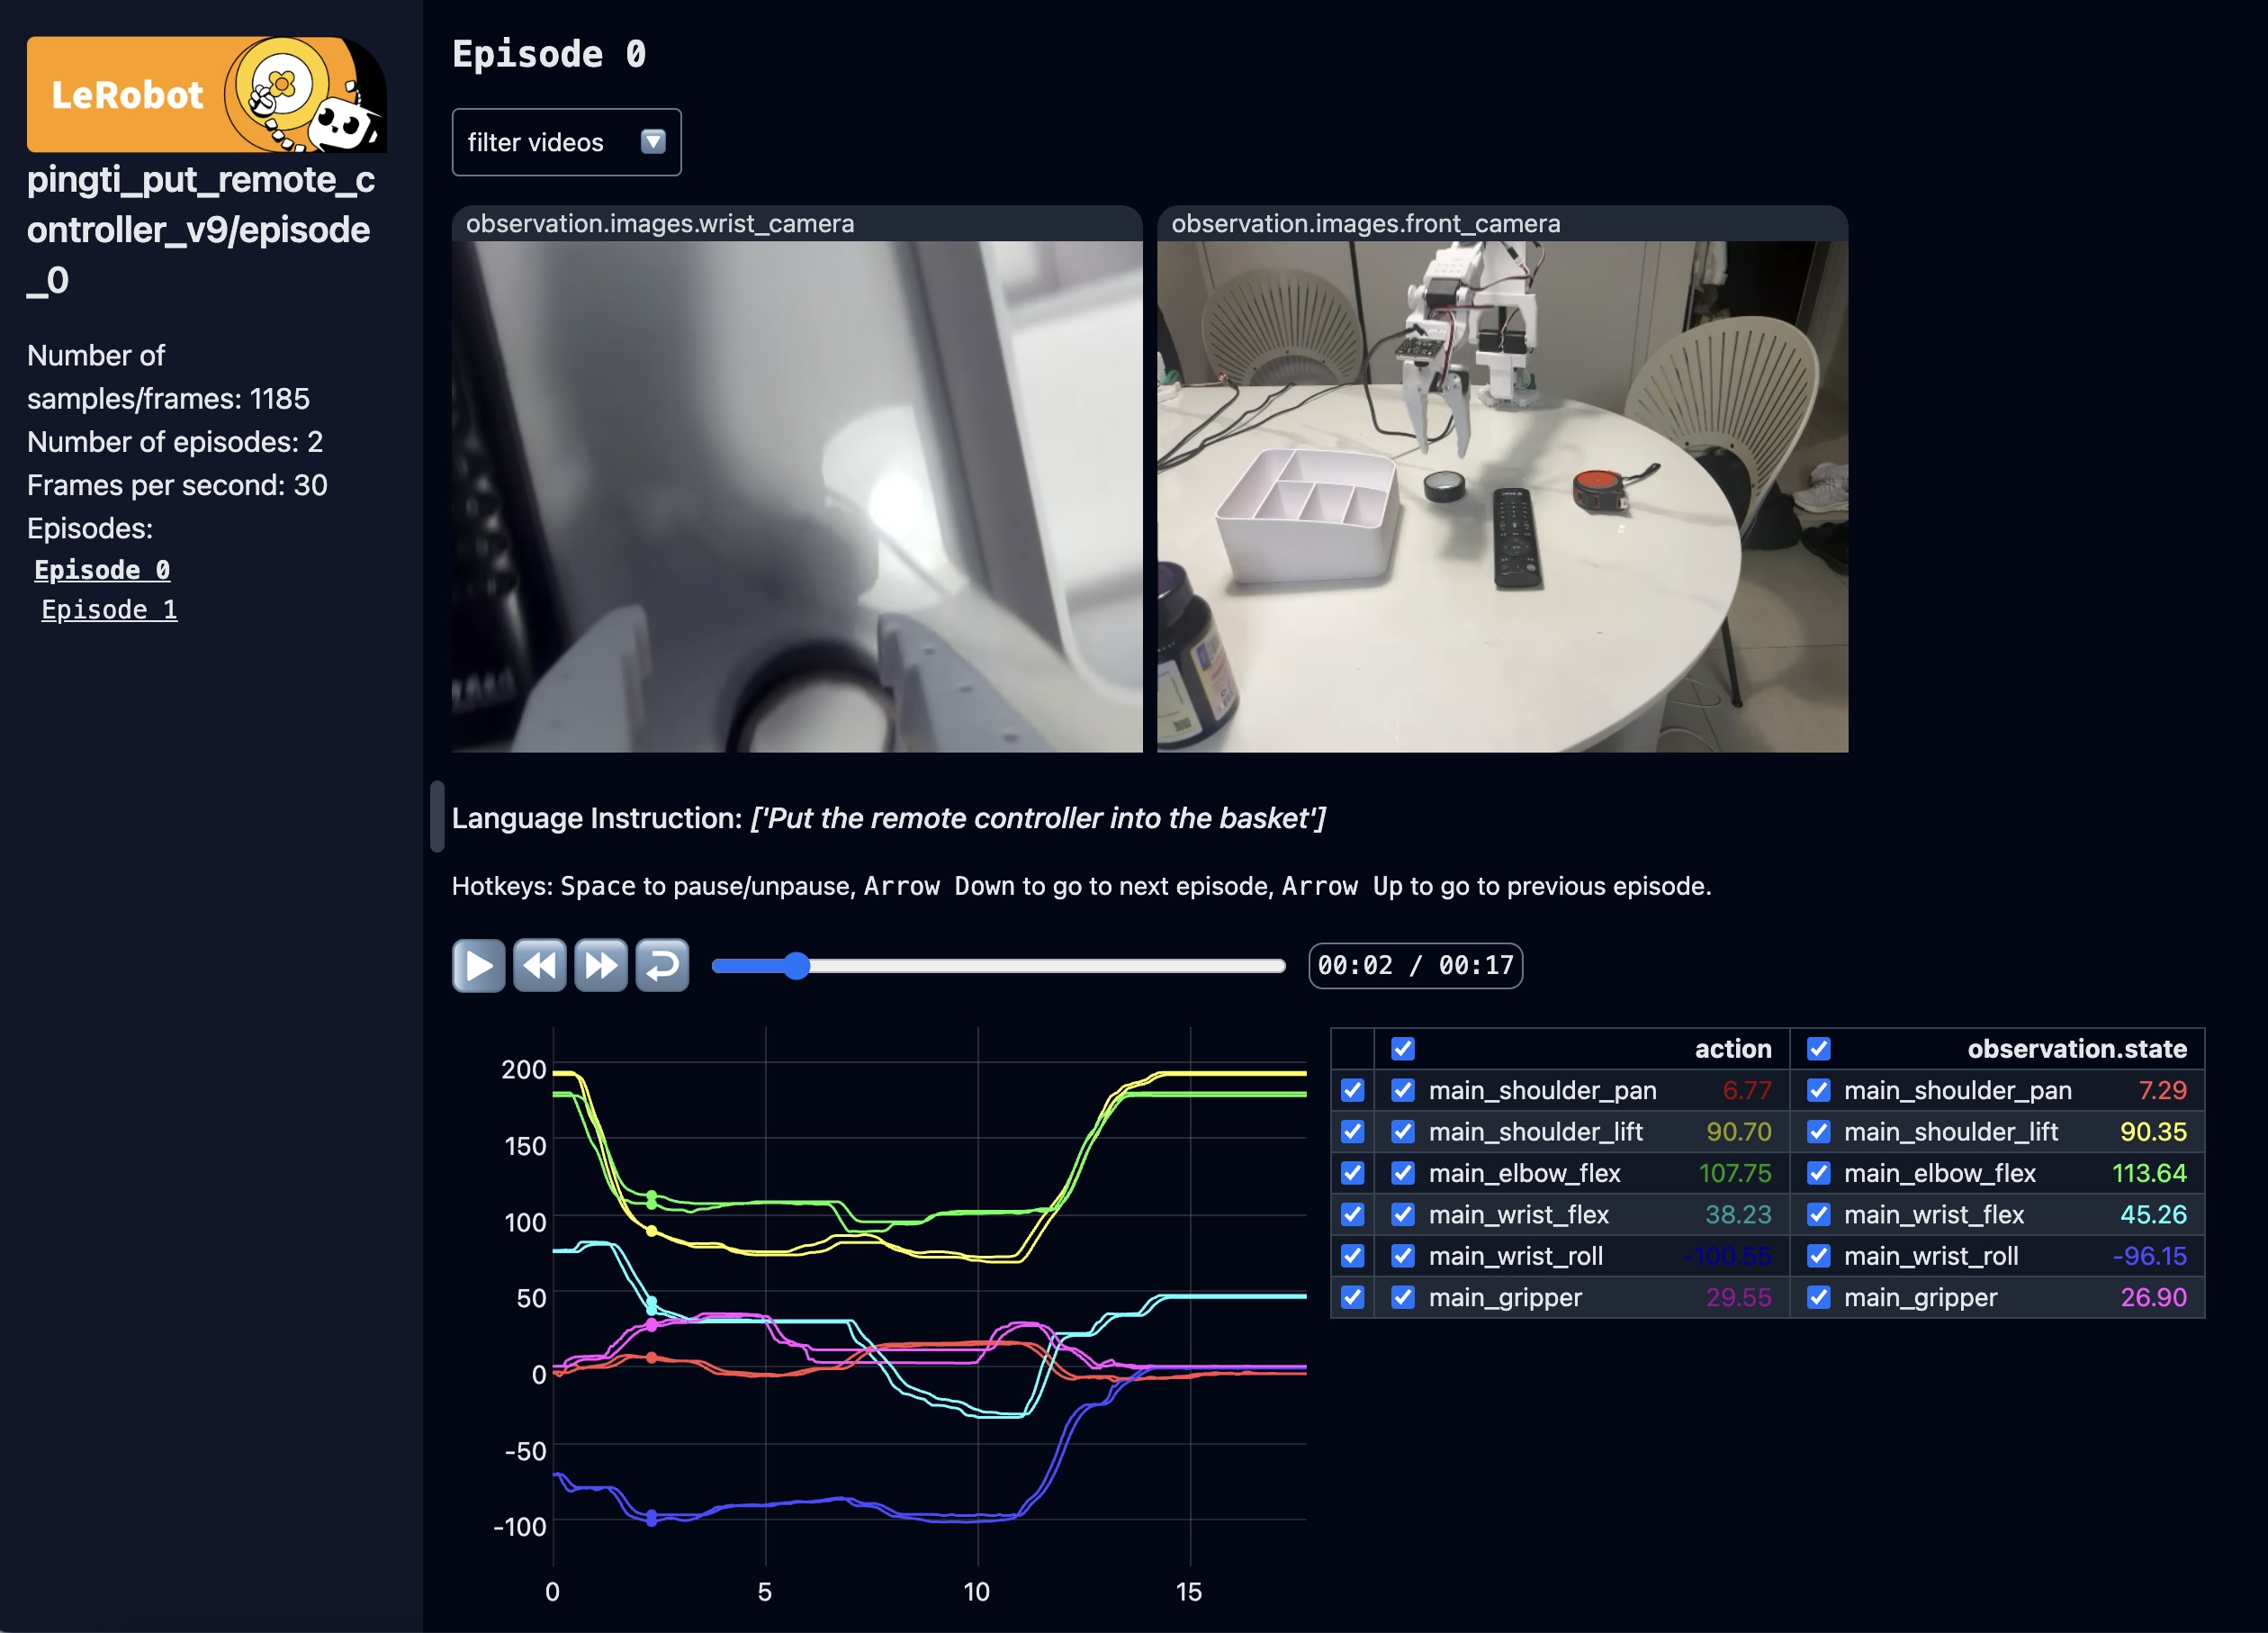 LeRobot
pingti_put_remote_c
ontroller_v9/episode
_0
Number of
samples/frames: 1185
Number of episodes: 2
Frames per second: 30
Episodes:
Episode 0
Episode 1
Episode 0
filter videos
observation.images.wrist_camera
observation.images.front_camera
Language Instruction: ['Put the remote controller into the basket']
Hotkeys: Space to pause/unpause, Arrow Down to go to next episode, Arrow Up to go to previous episode.
00:02 / 00:17
200
150
100
50
0
-50
-100
0 5 10 15
action observation.state
main_shoulder_pan 6.77 main_shoulder_pan 7.29
main_shoulder_lift 90.70 main_shoulder_lift 90.35
main_elbow_flex 107.75 main_elbow_flex 113.64
main_wrist_flex 38.23 main_wrist_flex 45.26
main_wrist_roll -100.55 main_wrist_roll -96.15
main_gripper 29.55 main_gripper 26.90